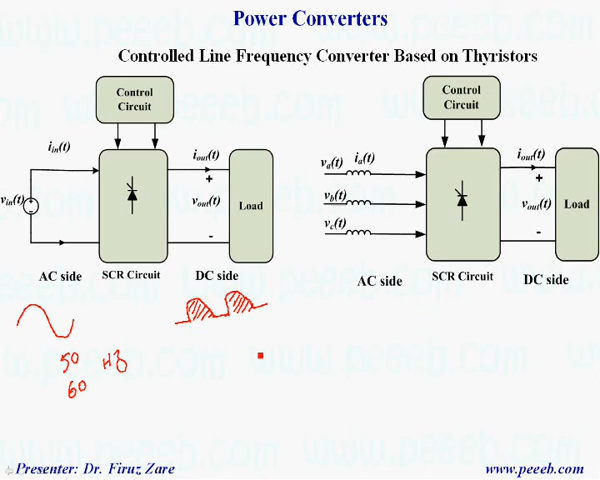 Power Converters
Controlled Line Frequency Converter Based on Thyristors
Control
Circuit
iin(t)
iout(t)
vin(t)
+
vout(t)
Load
-
AC side
SCR Circuit
DC side
50 Hz
60
Control
Circuit
va(t)
ia(t)
iout(t)
+
vb(t)
vout(t)
Load
vc(t)
-
AC side
SCR Circuit
DC side
Presenter: Dr. Firuz Zare
www.peeeb.com